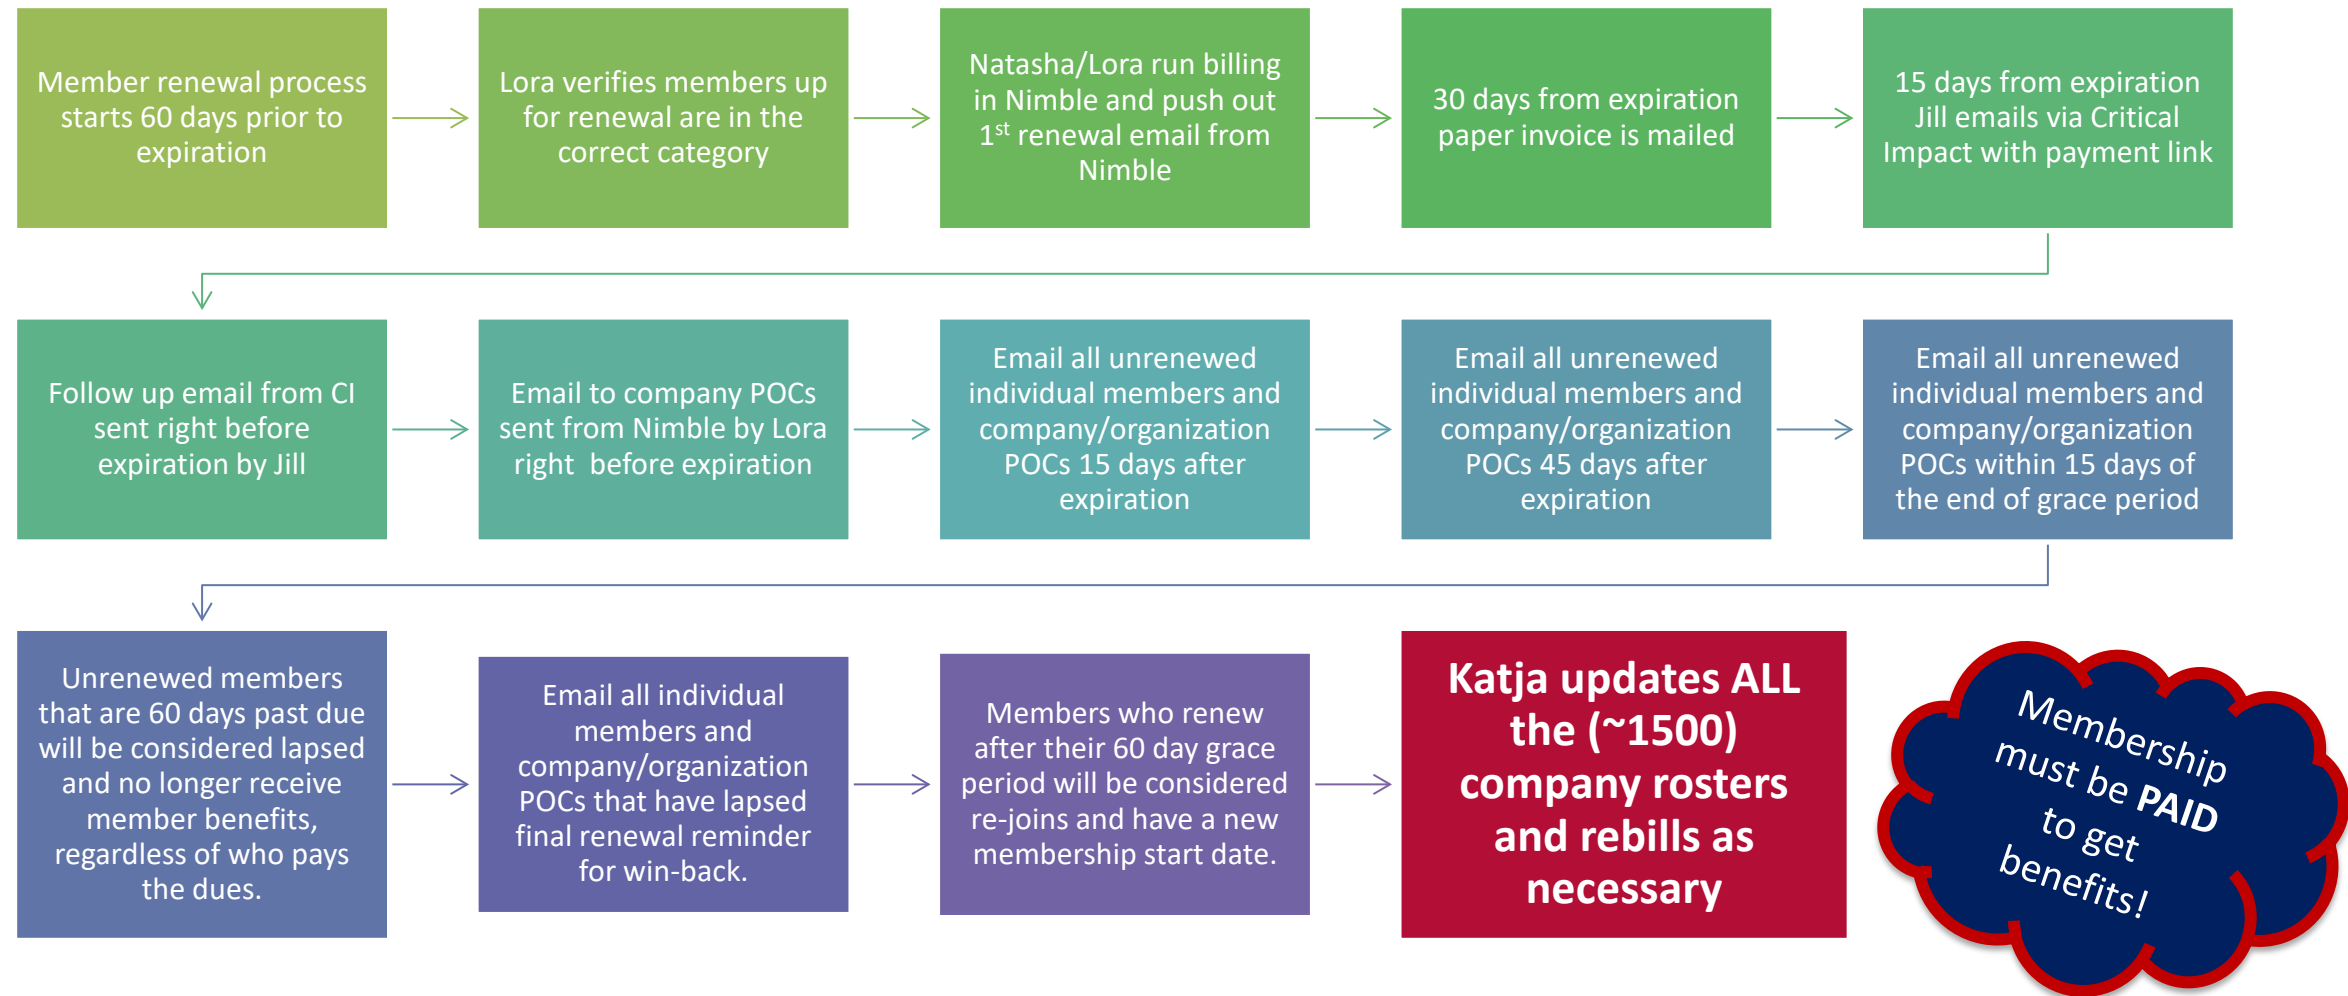 Member renewal process
starts 60 days prior to
expiration
Lora verifies members up
for renewal are in the
correct category
Natasha/Lora run billing
in Nimble and push out
1st renewal email from
Nimble
30 days from expiration
paper invoice is mailed
15 days from expiration
Jill emails via Critical
Impact with payment link
Follow up email from CI
sent right before
expiration by Jill
Email to company POCs
sent from Nimble by Lora
right  before expiration
Email all unrenewed
individual members and
company/organization
POCs 15 days after
expiration
Email all unrenewed
individual members and
company/organization
POCs 45 days after
expiration
Email all unrenewed
individual members and
company/organization
POCs within 15 days of
the end of grace period
Unrenewed members
that are 60 days past due
will be considered lapsed
and no longer receive
member benefits,
regardless of who pays
the dues.
Email all individual
members and
company/organization
POCs that have lapsed
final renewal reminder
for win-back.
Members who renew
after their 60 day grace
period will be considered
re-joins and have a new
membership start date.
Katja updates ALL
the (~1500)
company rosters
and rebills as
necessary
Membership
must be PAID
to get
benefits!